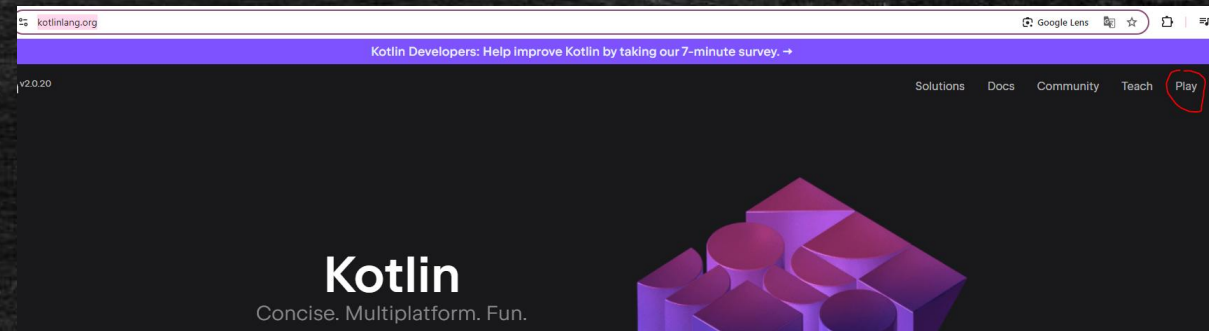 kotlinlang.org
Google Lens
Kotlin Developers: Help improve Kotlin by taking our 7-minute survey. →
v2.0.20
Solutions Docs Community Teach Play
Kotlin
Concise. Multiplatform. Fun.